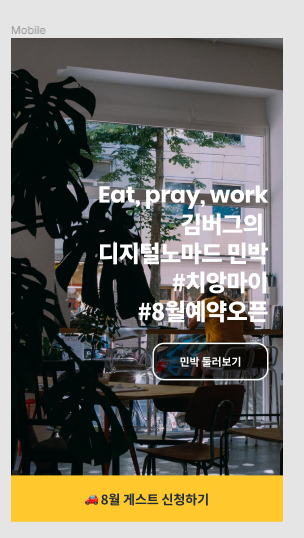 Mobile
Eat, pray, work
김버그의
디지털노마드 민박
#치앙마이
#8월예약오픈
민박 둘러보기
🚗 8월 게스트 신청하기